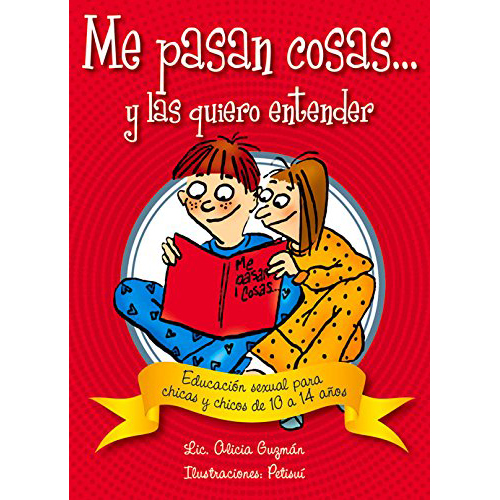 Me pasan cosas...
y las quiero entender
Me
pasan
cosas...
Educación sexual para
chicas y chicos de 10 a 14 años
Lic. Alicia Guzmán
Ilustraciones: Petisuí